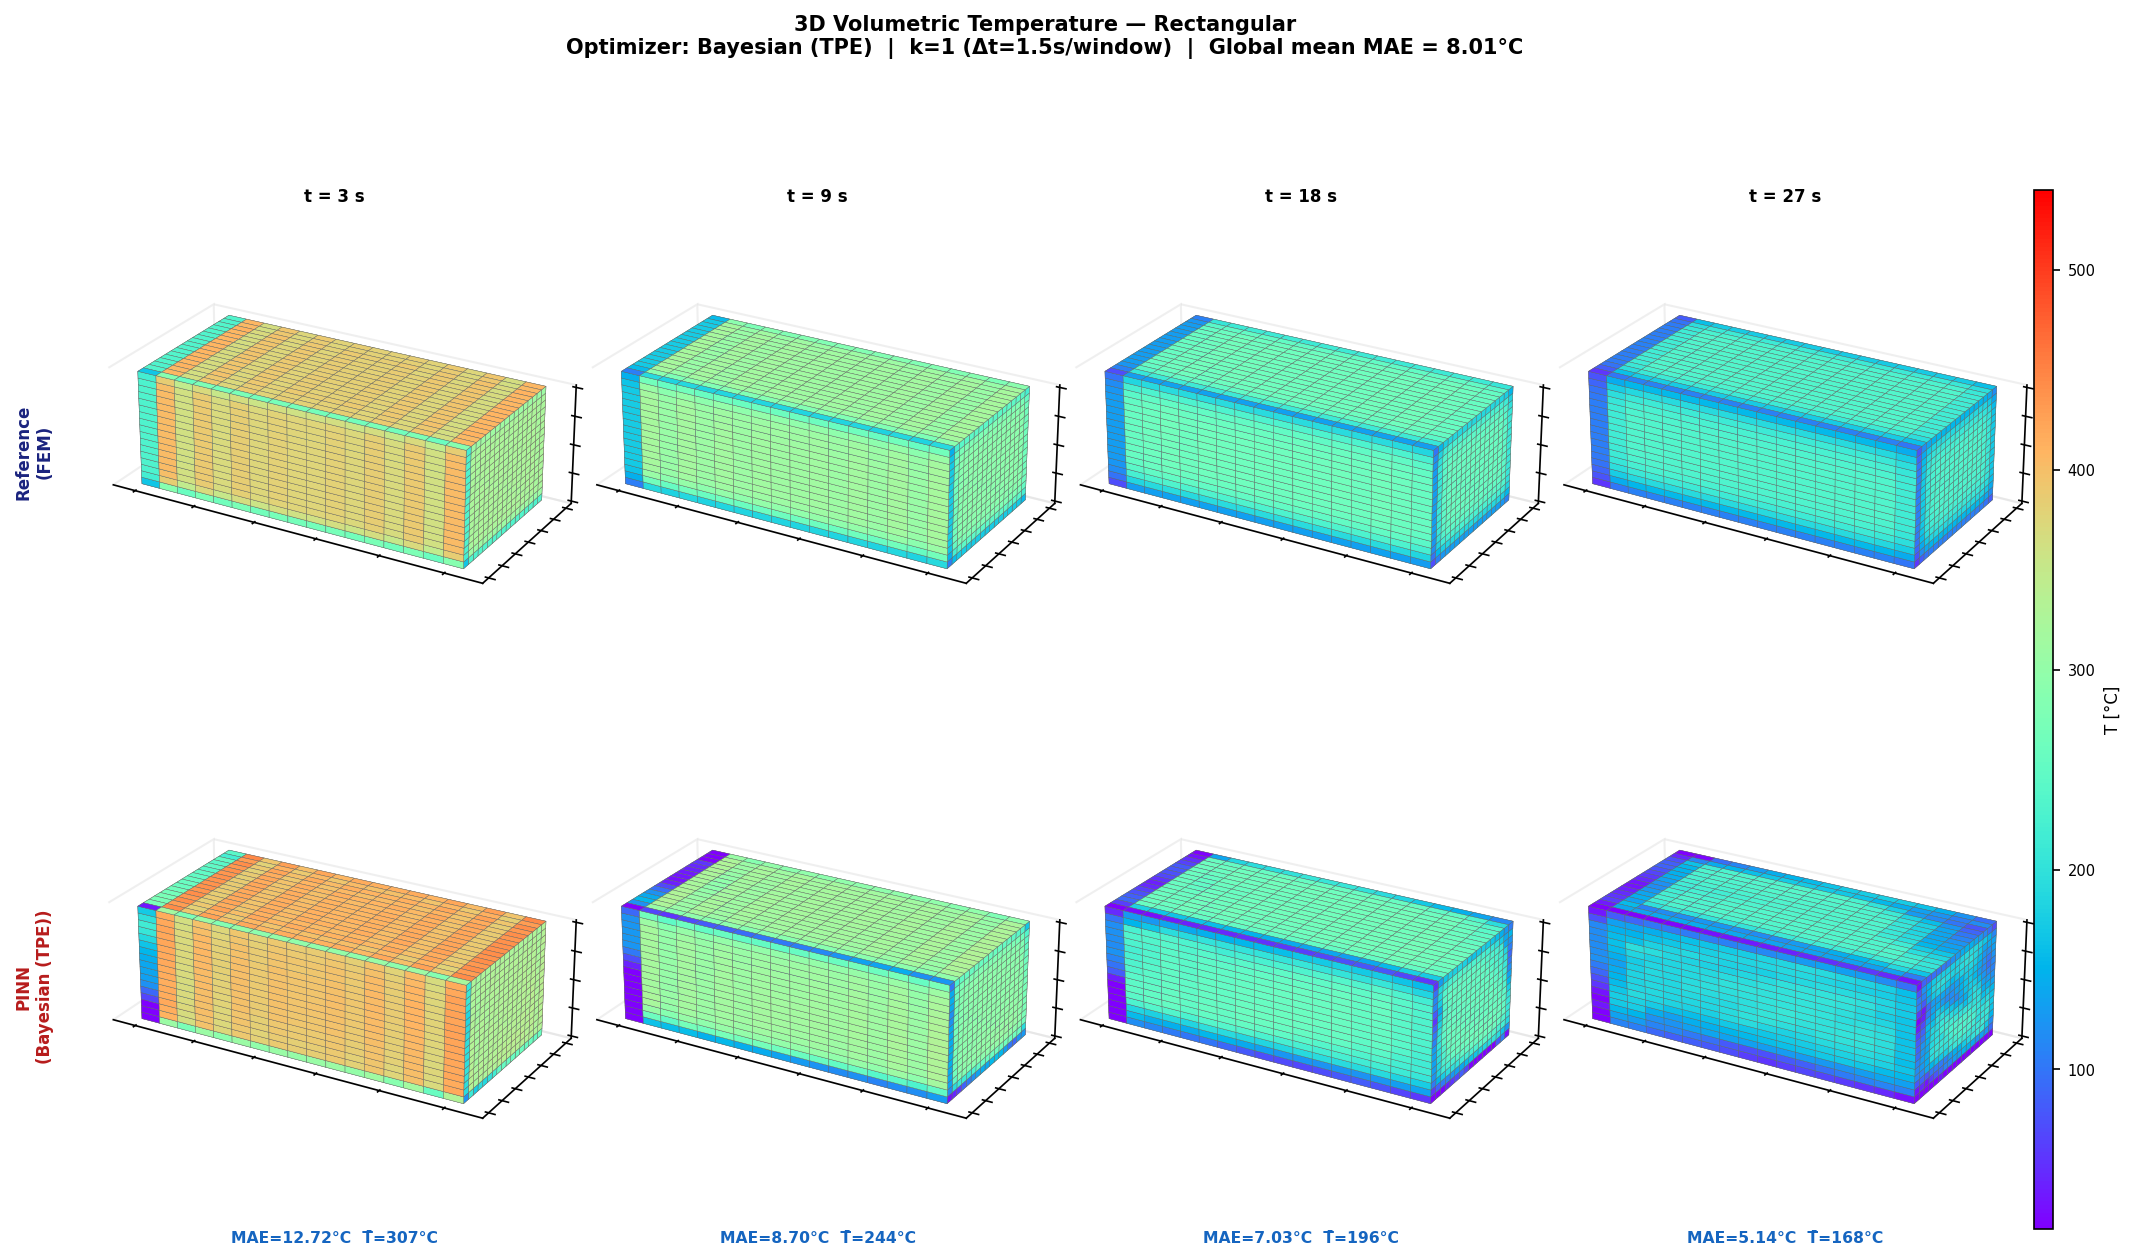 3D Volumetric Temperature — Rectangular
Optimizer: Bayesian (TPE) | k=1 (Δt=1.5s/window) | Global mean MAE = 8.01°C
t = 3 s
t = 9 s
t = 18 s
t = 27 s
Reference
(FEM)
PINN
(Bayesian (TPE))
500
400
300
200
100
T [°C]
MAE=12.72°C T̄=307°C
MAE=8.70°C T̄=244°C
MAE=7.03°C T̄=196°C
MAE=5.14°C T̄=168°C